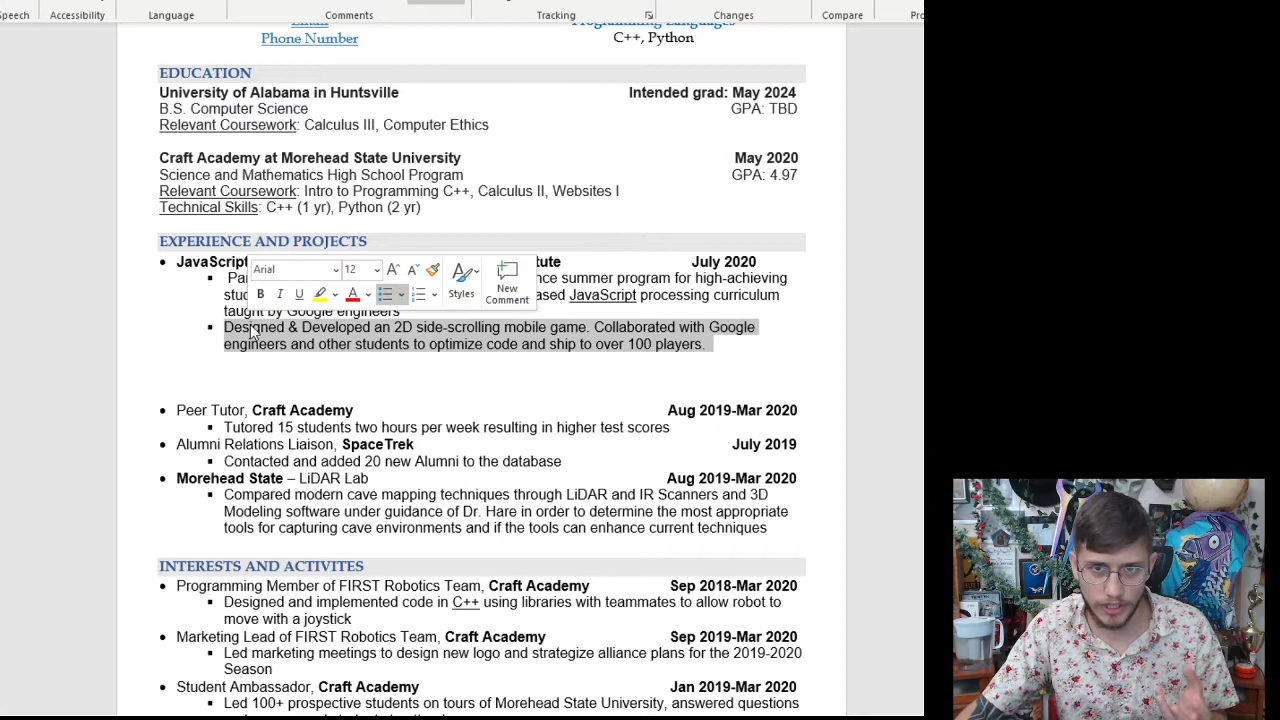 Speech Accessibility Language Comments Tracking Changes Compare
Email Programming Languages
Phone Number C++, Python
EDUCATION
University of Alabama in Huntsville Intended grad: May 2024
B.S. Computer Science GPA: TBD
Relevant Coursework: Calculus III, Computer Ethics
Craft Academy at Morehead State University May 2020
Science and Mathematics High School Program GPA: 4.97
Relevant Coursework: Intro to Programming C++, Calculus II, Websites I
Technical Skills: C++ (1 yr), Python (2 yr)
EXPERIENCE AND PROJECTS
JavaScript July 2020
Arial 12
B I U Styles New Comment
summer program for high-achieving
JavaScript processing curriculum
taught by Google engineers
Designed & Developed an 2D side-scrolling mobile game. Collaborated with Google
engineers and other students to optimize code and ship to over 100 players.
Peer Tutor, Craft Academy Aug 2019-Mar 2020
Tutored 15 students two hours per week resulting in higher test scores
Alumni Relations Liaison, SpaceTrek July 2019
Contacted and added 20 new Alumni to the database
Morehead State – LiDAR Lab Aug 2019-Mar 2020
Compared modern cave mapping techniques through LiDAR and IR Scanners and 3D
Modeling software under guidance of Dr. Hare in order to determine the most appropriate
tools for capturing cave environments and if the tools can enhance current techniques
INTERESTS AND ACTIVITES
Programming Member of FIRST Robotics Team, Craft Academy Sep 2018-Mar 2020
Designed and implemented code in C++ using libraries with teammates to allow robot to
move with a joystick
Marketing Lead of FIRST Robotics Team, Craft Academy Sep 2019-Mar 2020
Led marketing meetings to design new logo and strategize alliance plans for the 2019-2020
Season
Student Ambassador, Craft Academy Jan 2019-Mar 2020
Led 100+ prospective students on tours of Morehead State University, answered questions